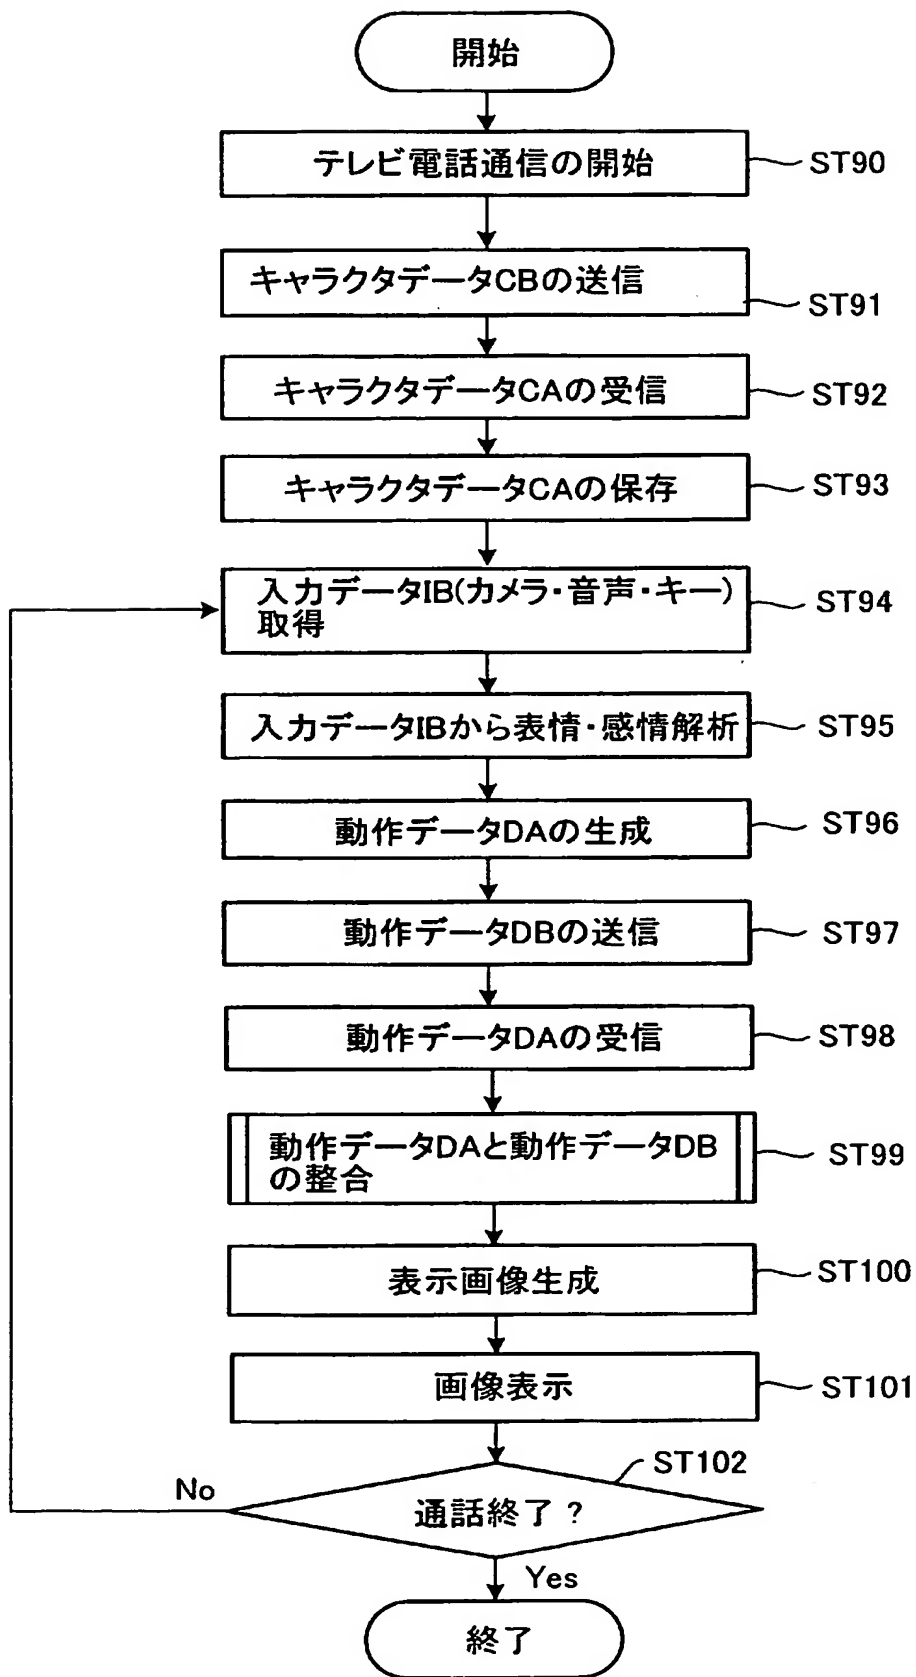 開始
テレビ電話通信の開始
ST90
キャラクタデータCBの送信
ST91
キャラクタデータCAの受信
ST92
キャラクタデータCAの保存
ST93
入力データIB(カメラ・音声・キー)
取得
ST94
入力データIBから表情・感情解析
ST95
動作データDAの生成
ST96
動作データDBの送信
ST97
動作データDAの受信
ST98
動作データDAと動作データDB
の整合
ST99
表示画像生成
ST100
画像表示
ST101
ST102
通話終了？
No
Yes
終了